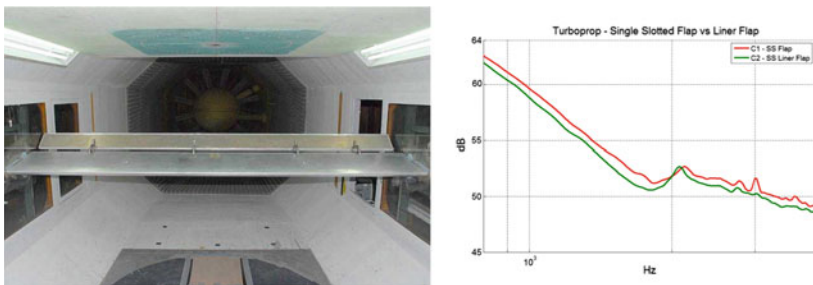 Turboprop - Single Slotted Flap vs Liner Flap
C1 - SS Flap
C2 - SS Liner Flap
64
60
55
50
45
dB
10³
Hz